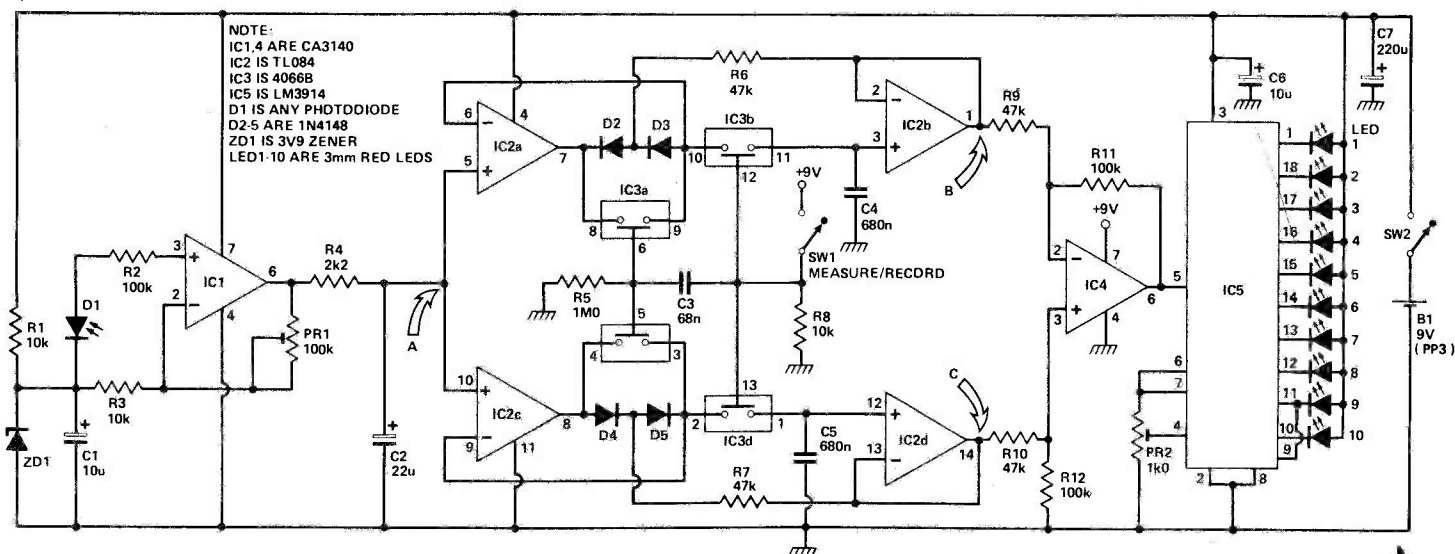 NOTE:
IC1,4 ARE CA3140
IC2 IS TL084
IC3 IS 4066B
IC5 IS LM3914
D1 IS ANY PHOTODIODE
D2-5 ARE 1N4148
ZD1 IS 3V9 ZENER
LED1-10 ARE 3mm RED LEDS
R1
10k
ZD1
C1
10u
D1
R2
100k
R3
10k
3
2
7
IC1
6
4
PR1
100k
R4
2k2
C2
22u
A
6
5
4
IC2a
7
D2
D3
IC3a
8
9
6
R5
1M0
C3
68n
5
4
3
10
9
IC2c
8
11
D4
D5
R6
47k
R7
47k
IC3b
10
11
12
+9V
SW1
MEASURE/RECORD
R8
10k
13
2
1
IC3d
C4
680n
C5
680n
2
3
IC2b
1
B
12
13
IC2d
14
C
R9
47k
R10
47k
R11
100k
R12
100k
+9V
2
3
7
IC4
6
4
C6
10u
C7
220u
3
5
IC5
6
7
4
2
8
PR2
1k0
1
18
17
16
15
14
13
12
11
10
9
LED
1
2
3
4
5
6
7
8
9
10
SW2
B1
9V
(PP3)